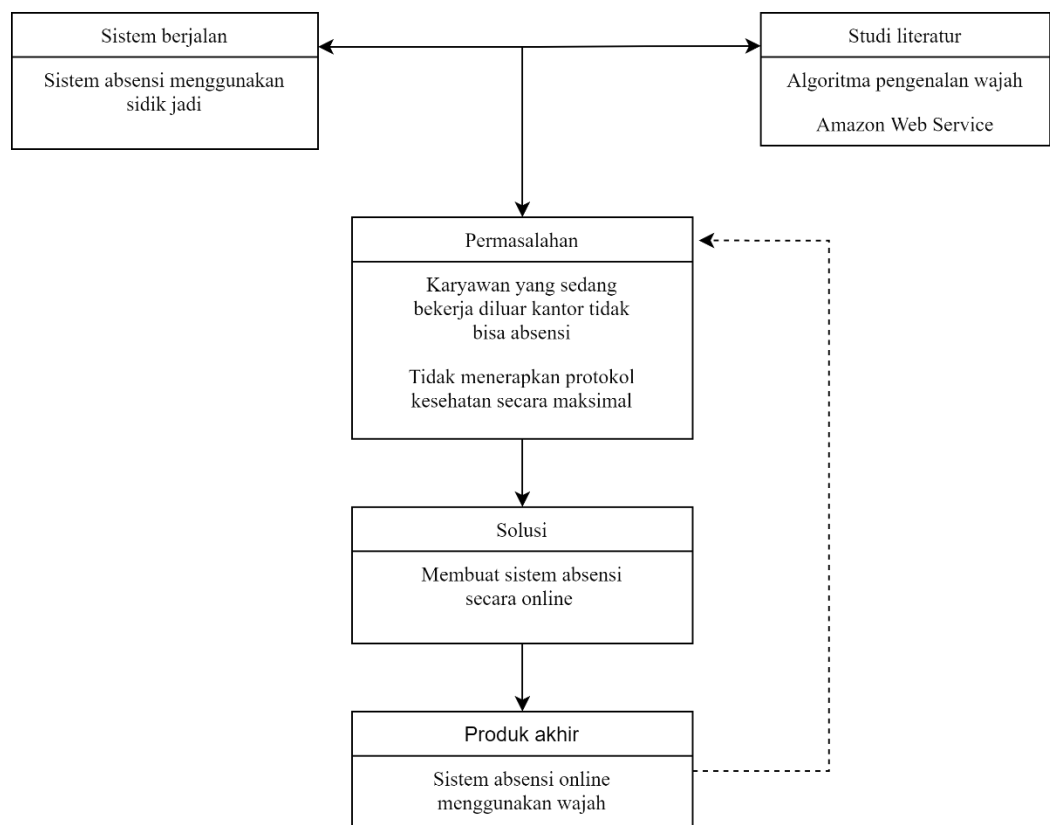 Sistem berjalan
Sistem absensi menggunakan
sidik jadi
Studi literatur
Algoritma pengenalan wajah
Amazon Web Service
Permasalahan
Karyawan yang sedang
bekerja diluar kantor tidak
bisa absensi
Tidak menerapkan protokol
kesehatan secara maksimal
Solusi
Membuat sistem absensi
secara online
Produk akhir
Sistem absensi online
menggunakan wajah